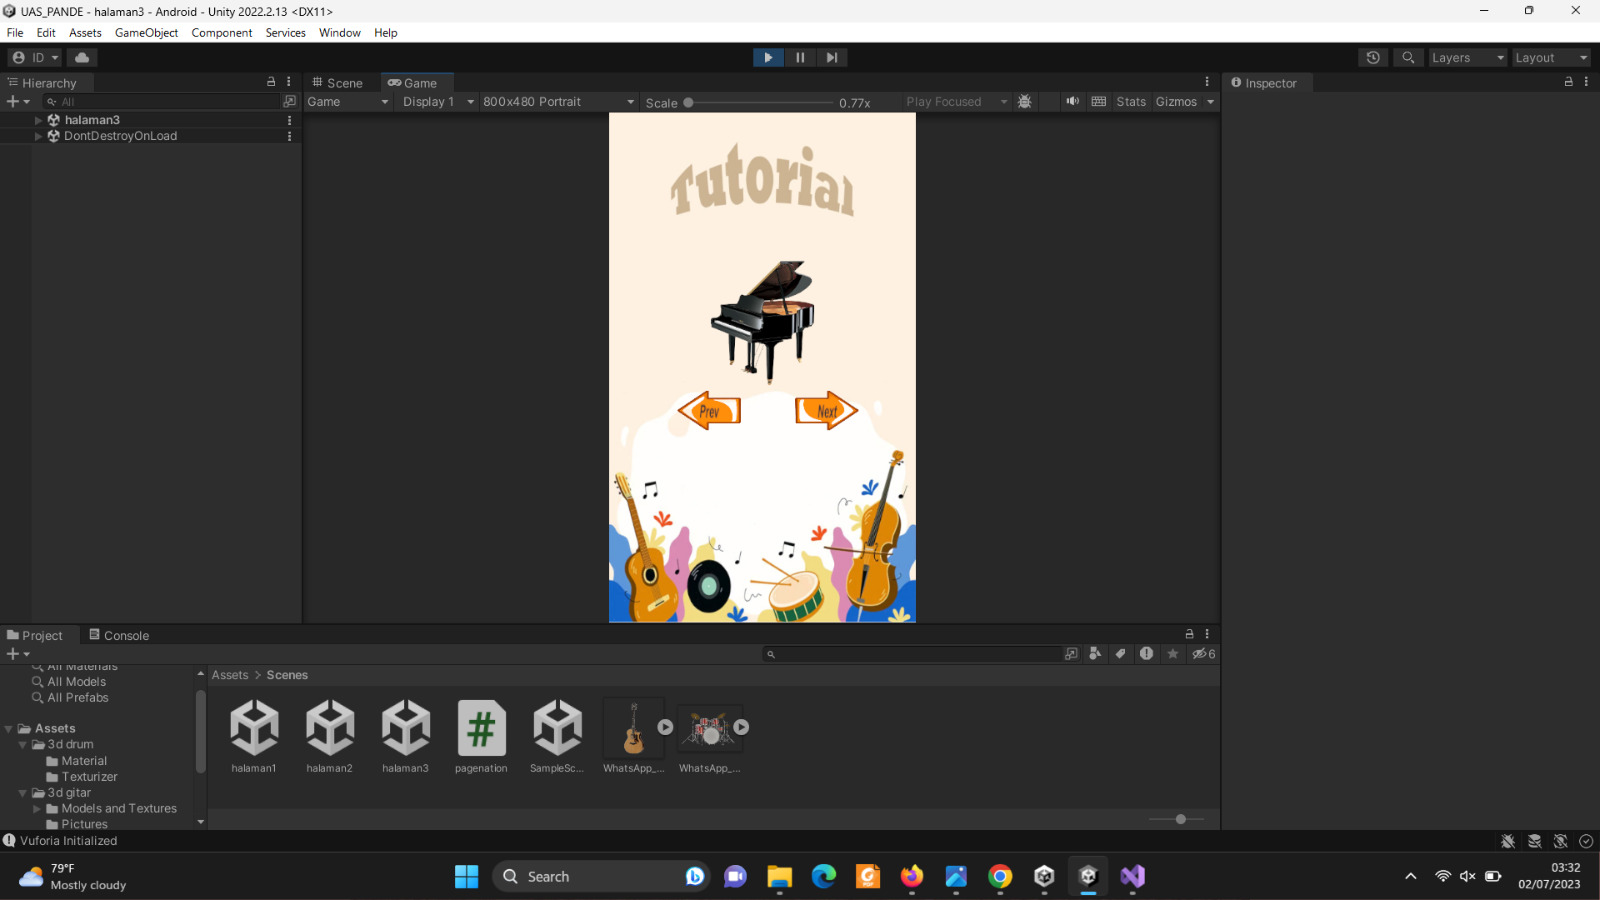 UAS_PANDE - halaman3 - Android - Unity 2022.2.13 <DX11>
File Edit Assets GameObject Component Services Window Help
ID Layers Layout
Hierarchy Scene Game Inspector
All Game Display 1 800x480 Portrait Scale 0.77x Play Focused Stats Gizmos
halaman3
DontDestroyOnLoad
Tutorial
Prev Next
Project Console
6
All Materials
All Models
All Prefabs
Assets
3d drum
Material
Texturizer
3d gitar
Models and Textures
Pictures
Assets > Scenes
halaman1 halaman2 halaman3 pagenation SampleSc... WhatsApp_... WhatsApp_...
Vuforia Initialized
79°F
Mostly cloudy
Search
03:32
02/07/2023